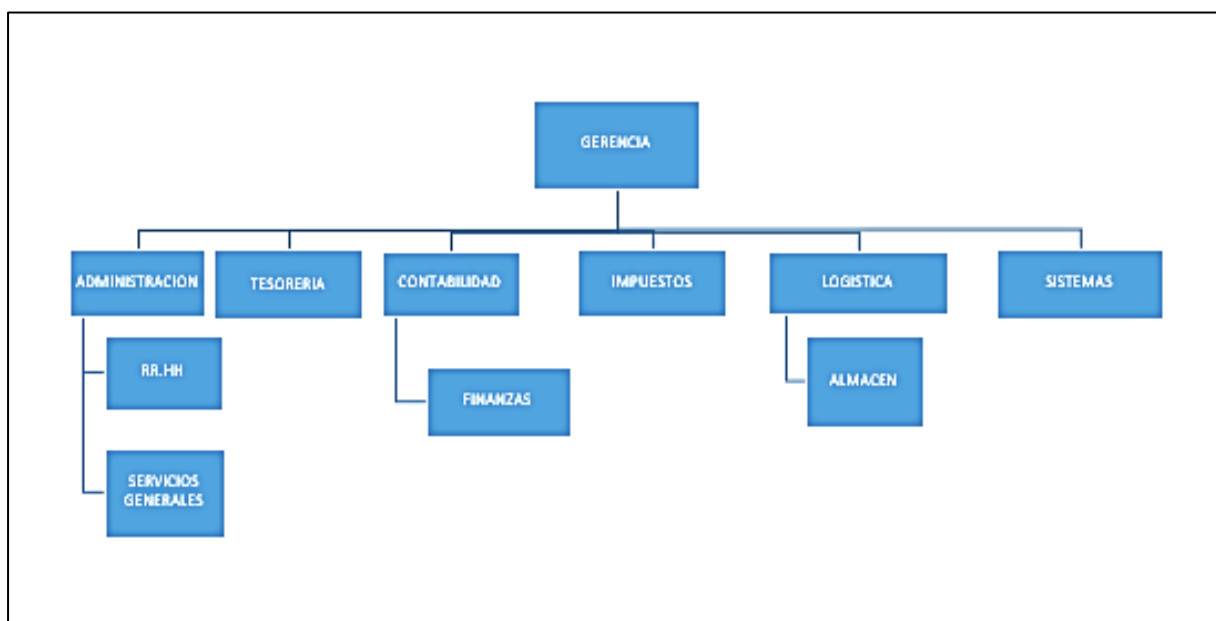 GERENCIA
ADMINISTRACION
TESORERIA
CONTABILIDAD
IMPUESTOS
LOGISTICA
SISTEMAS
RR.HH
FINANZAS
ALMACEN
SERVICIOS
GENERALES